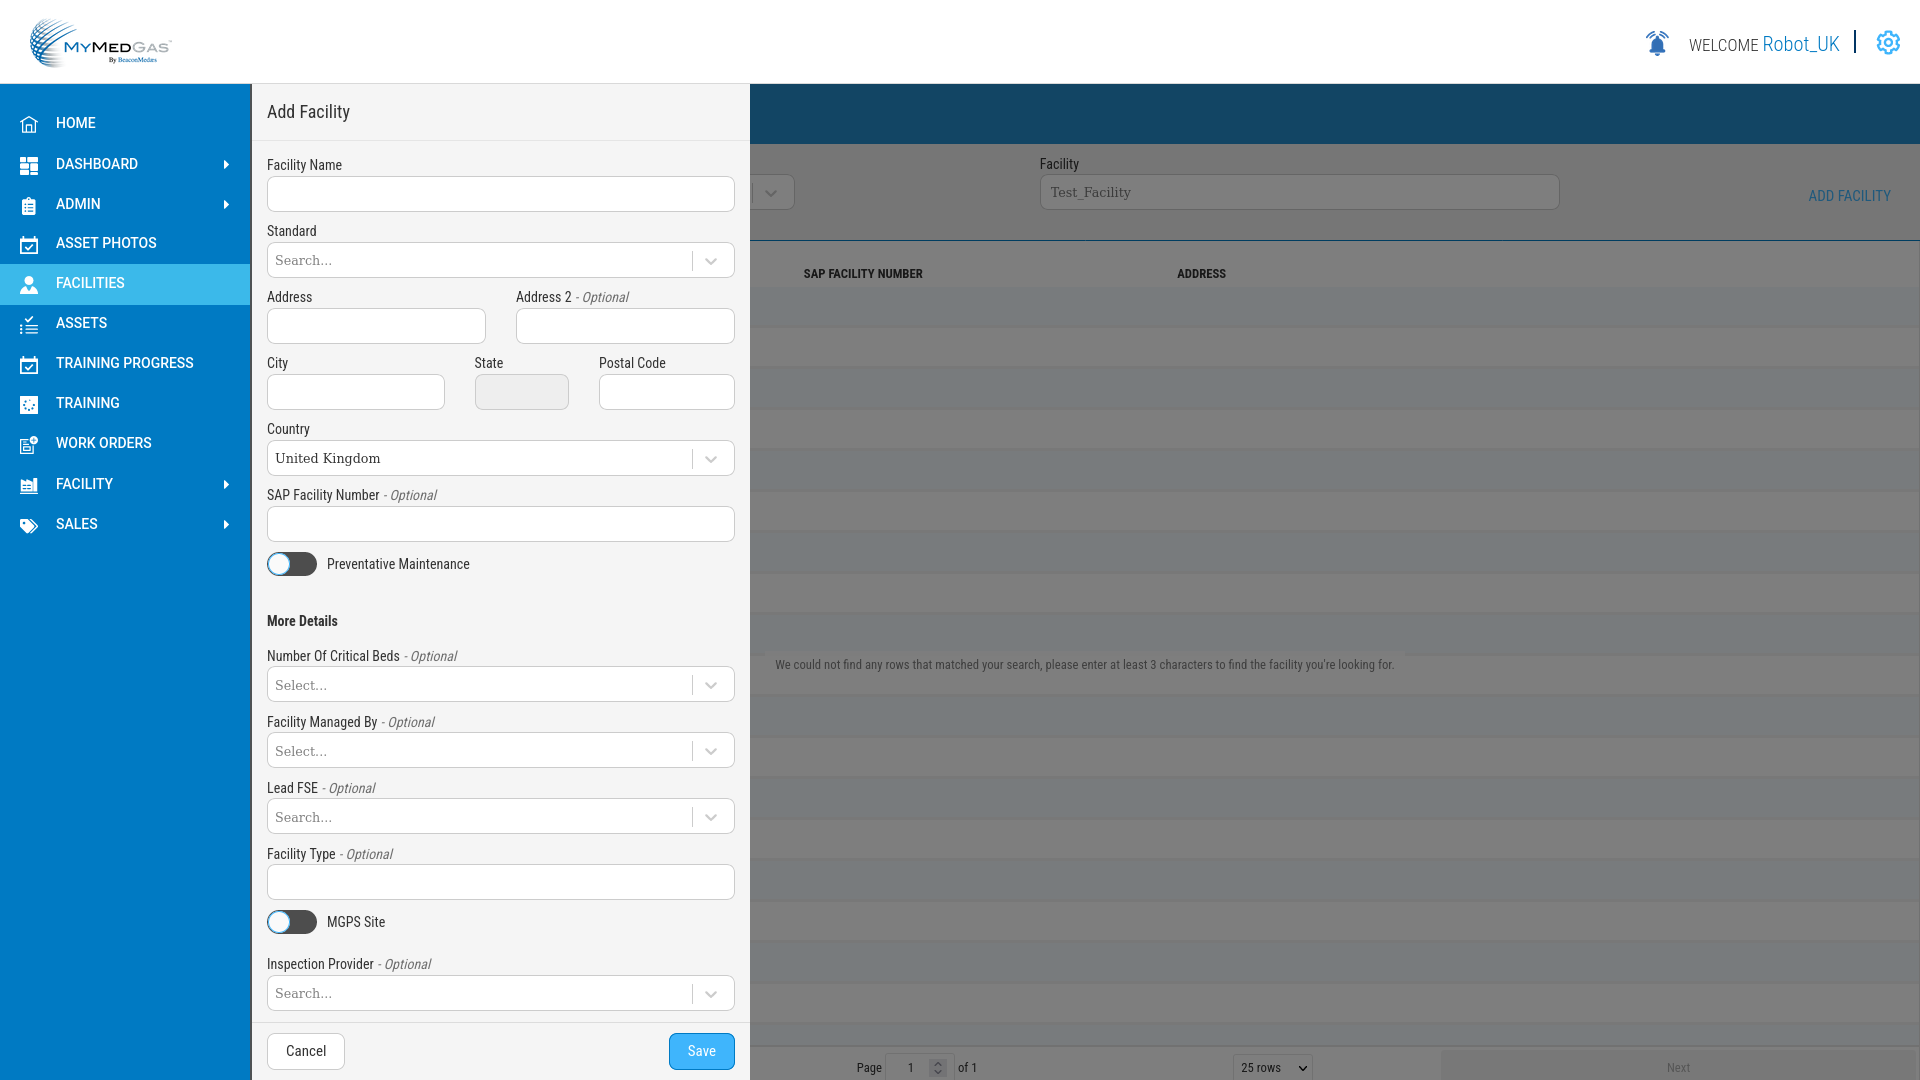 MYMEDGAS
By BeaconMedaes
WELCOME Robot_UK
HOME
DASHBOARD
ADMIN
ASSET PHOTOS
FACILITIES
ASSETS
TRAINING PROGRESS
TRAINING
WORK ORDERS
FACILITY
SALES
Add Facility
Facility Name
Standard
Search...
Address
Address 2 - Optional
City
State
Postal Code
Country
United Kingdom
SAP Facility Number - Optional
Preventative Maintenance
More Details
Number Of Critical Beds - Optional
Select...
Facility Managed By - Optional
Select...
Lead FSE - Optional
Search...
Facility Type - Optional
MGPS Site
Inspection Provider - Optional
Search...
Cancel
Save
Facility
Test_Facility
ADD FACILITY
SAP FACILITY NUMBER
ADDRESS
We could not find any rows that matched your search, please enter at least 3 characters to find the facility you're looking for.
Page 1 of 1
25 rows
Next